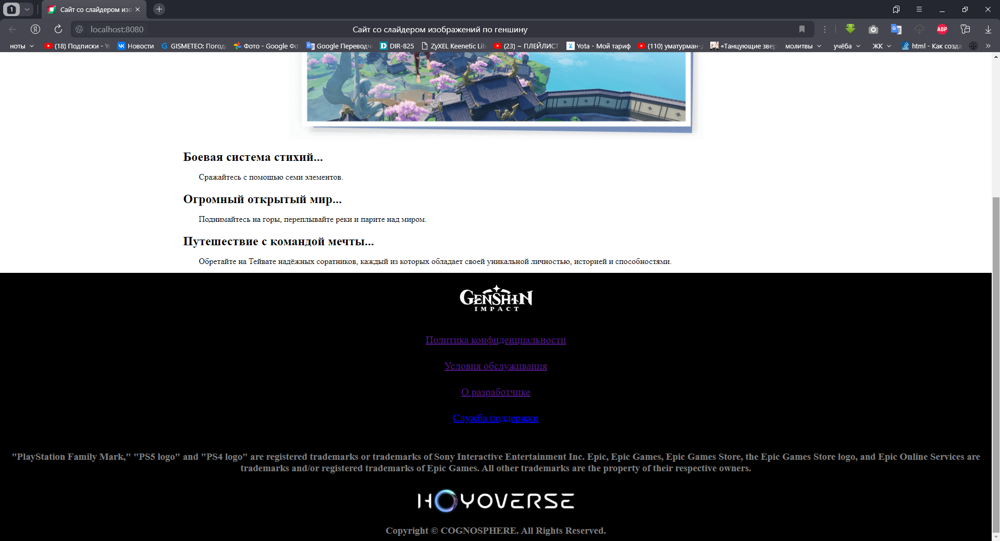 1
Сайт со слайдером изо
localhost:8080
Сайт со слайдером изображений по геншину
ABP
ноты
(18) Подписки - Yo
Новости
GISMETEO: Погод
Фото - Google Фо
Google Переводч
DIR-825
ZyXEL Keenetic Lit
(23) ~ ПЛЕЙЛИСТ
Yota - Мой тариф
(110) уматурман-
«Танцующие звер
молитвы
учёба
ЖК
html - Как созда
Боевая система стихий...
Сражайтесь с помощью семи элементов.
Огромный открытый мир...
Поднимайтесь на горы, переплывайте реки и парите над миром.
Путешествие с командой мечты...
Обретайте на Тейвате надёжных соратников, каждый из которых обладает своей уникальной личностью, историей и способностями.
GENSHIN
IMPACT
Политика конфиденциальности
Условия обслуживания
О разработчике
Служба поддержки
"PlayStation Family Mark," "PS5 logo" and "PS4 logo" are registered trademarks or trademarks of Sony Interactive Entertainment Inc. Epic, Epic Games, Epic Games Store, the Epic Games Store logo, and Epic Online Services are
trademarks and/or registered trademarks of Epic Games. All other trademarks are the property of their respective owners.
HOYOVERSE
Copyright © COGNOSPHERE. All Rights Reserved.